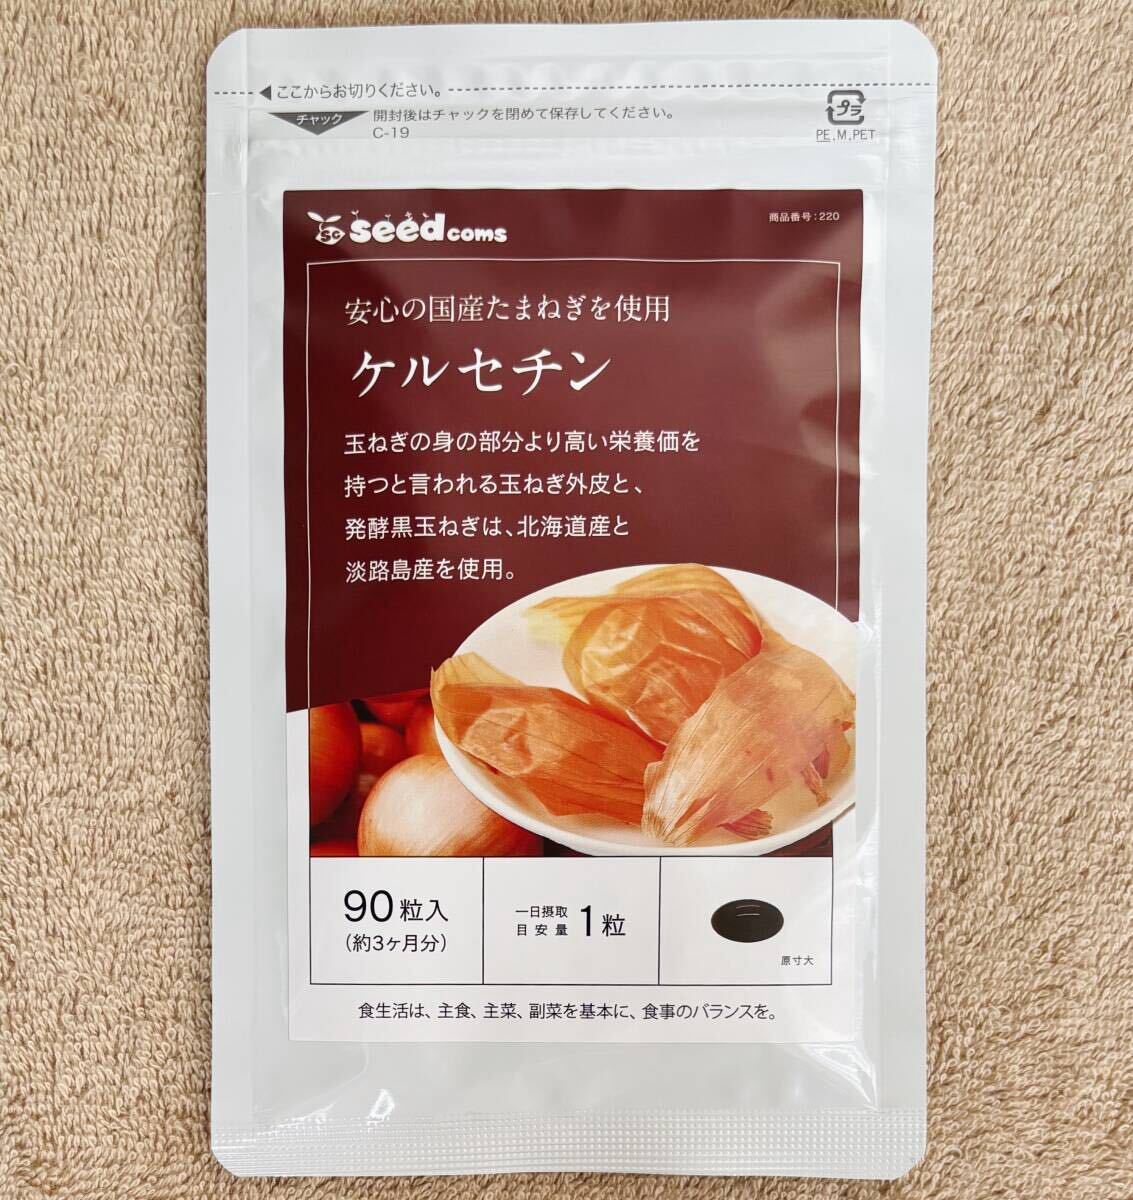 ここからお切りください。
チャック
開封後はチャックを閉めて保存してください。
C-19
プラ
PE,M,PET
seedcoms
商品番号:220
安心の国産たまねぎを使用
ケルセチン
玉ねぎの身の部分より高い栄養価を
持つと言われる玉ねぎ外皮と、
発酵黒玉ねぎは、北海道産と
淡路島産を使用。
90粒入
(約3ヶ月分)
一日摂取
目安量
1粒
原寸大
食生活は、主食、主菜、副菜を基本に、食事のバランスを。